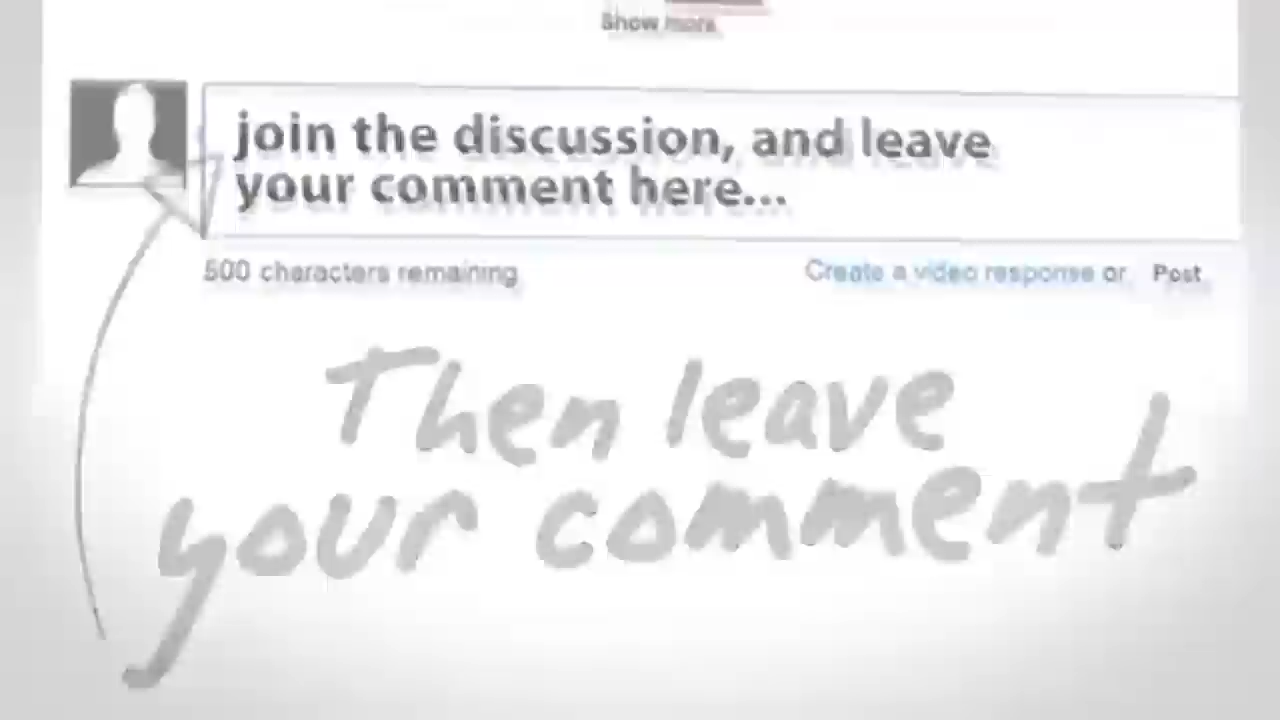 Show more
join the discussion, and leave
your comment here...
500 characters remaining
Create a video response or Post
Then leave
your comment